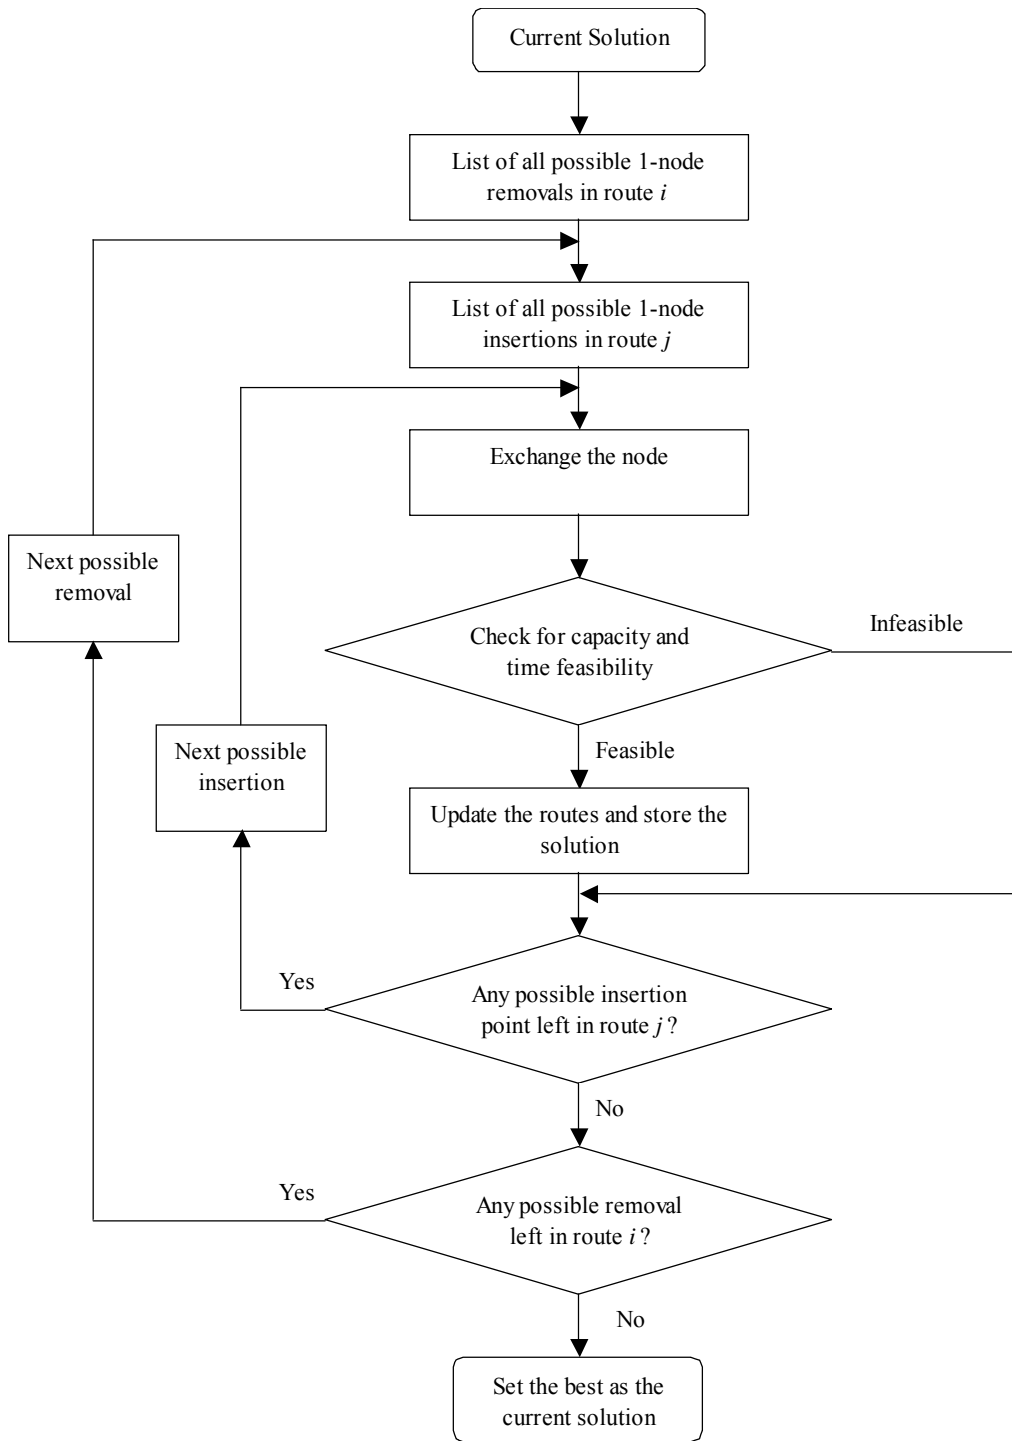 Current Solution
List of all possible 1-node
removals in route i
List of all possible 1-node
insertions in route j
Exchange the node
Next possible
removal
Check for capacity and
time feasibility
Infeasible
Next possible
insertion
Feasible
Update the routes and store the
solution
Yes
Any possible insertion
point left in route j?
No
Yes
Any possible removal
left in route i?
No
Set the best as the
current solution